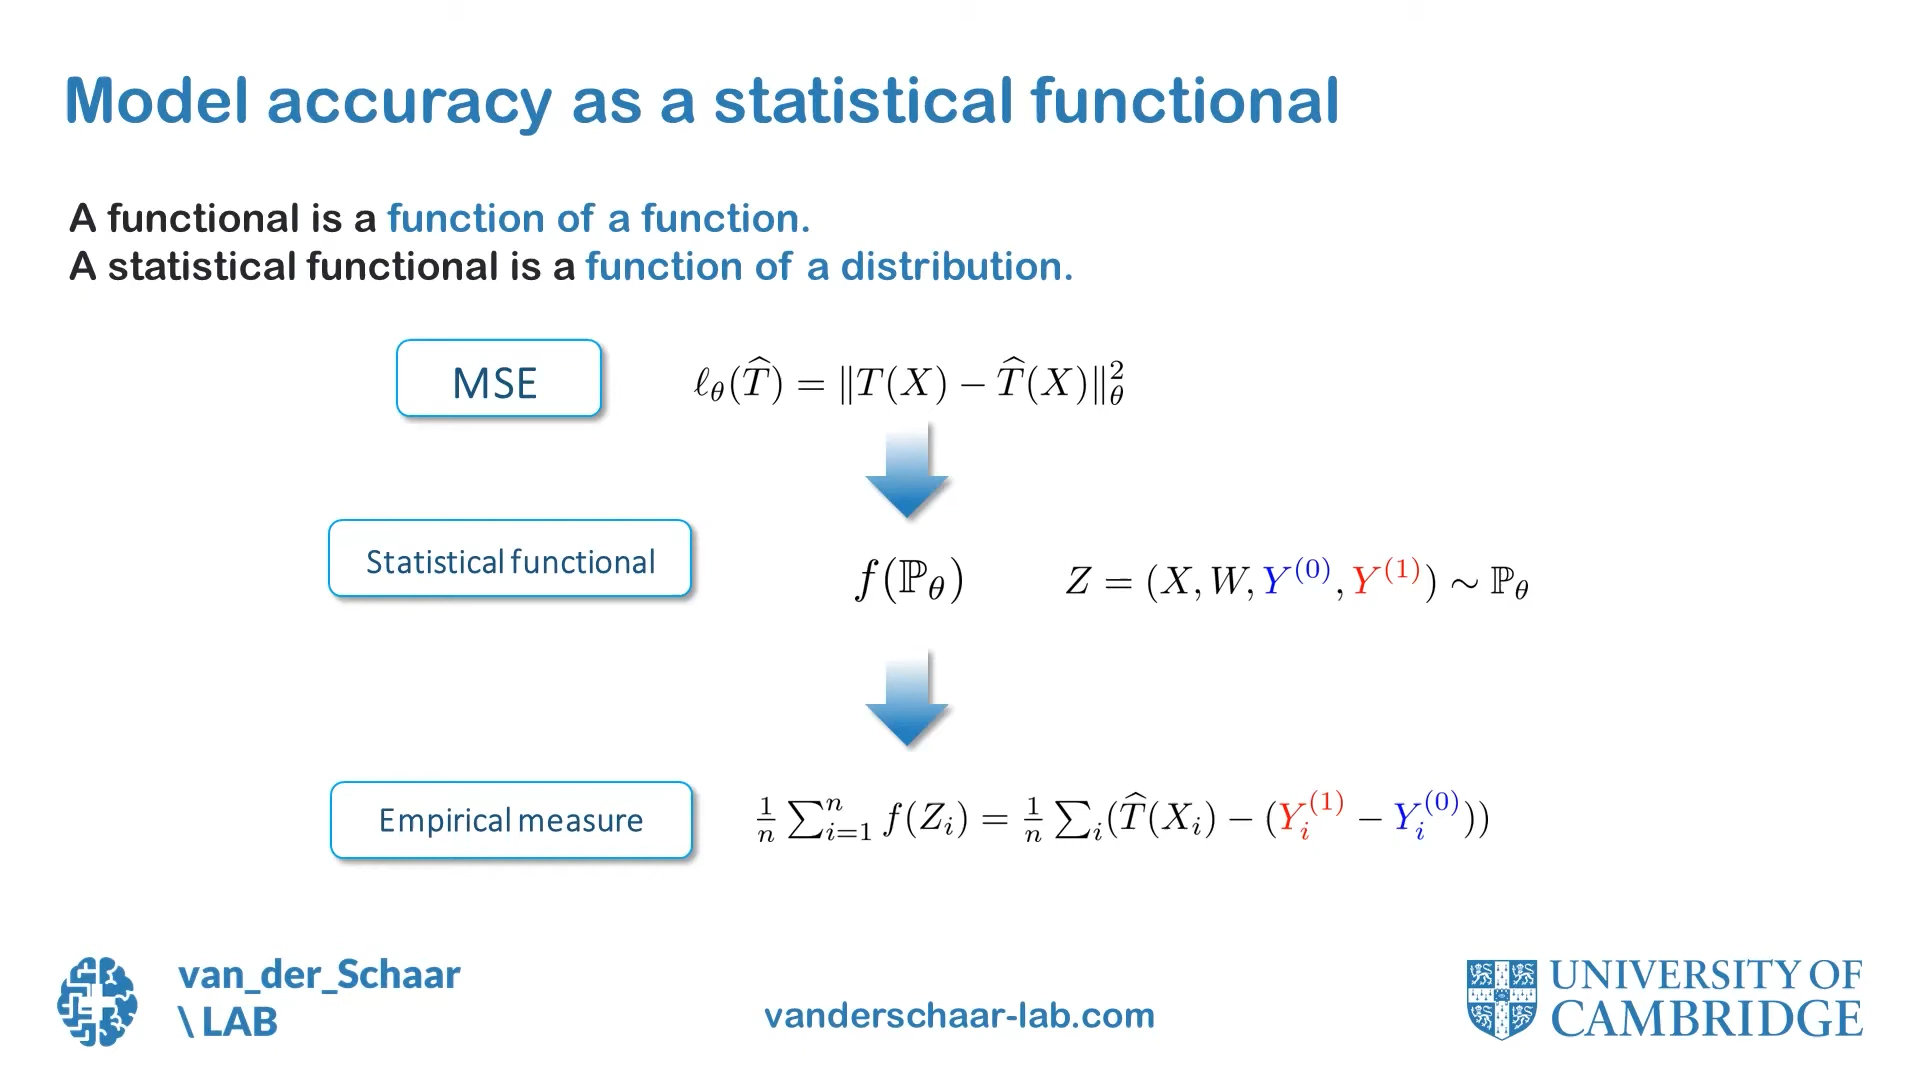 Model accuracy as a statistical functional
A functional is a function of a function.
A statistical functional is a function of a distribution.
MSE
ℓ_θ(T̂) = ‖T(X) − T̂(X)‖²_θ
Statistical functional
f(ℙ_θ)
Z = (X, W, Y^(0), Y^(1)) ∼ ℙ_θ
Empirical measure
1/n ∑_{i=1}^n f(Z_i) = 1/n ∑_i(T̂(X_i) − (Y_i^(1) − Y_i^(0)))
van_der_Schaar
\ LAB
vanderschaar-lab.com
UNIVERSITY OF
CAMBRIDGE